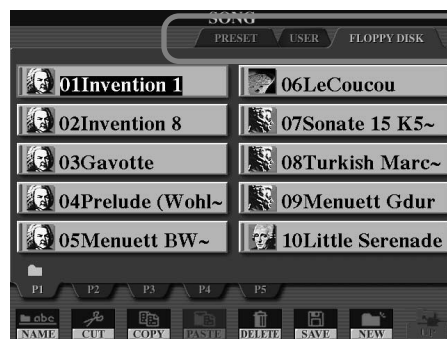 SONG
PRESET USER FLOPPY DISK
01Invention 1
02Invention 8
03Gavotte
04Prelude (Wohl~
05Menuett BW~
06LeCoucou
07Sonate 15 K5~
08Turkish Marc~
09Menuett Gdur
10Little Serenade
P1 P2 P3 P4 P5
abc
NAME CUT COPY PASTE DELETE SAVE NEW UP